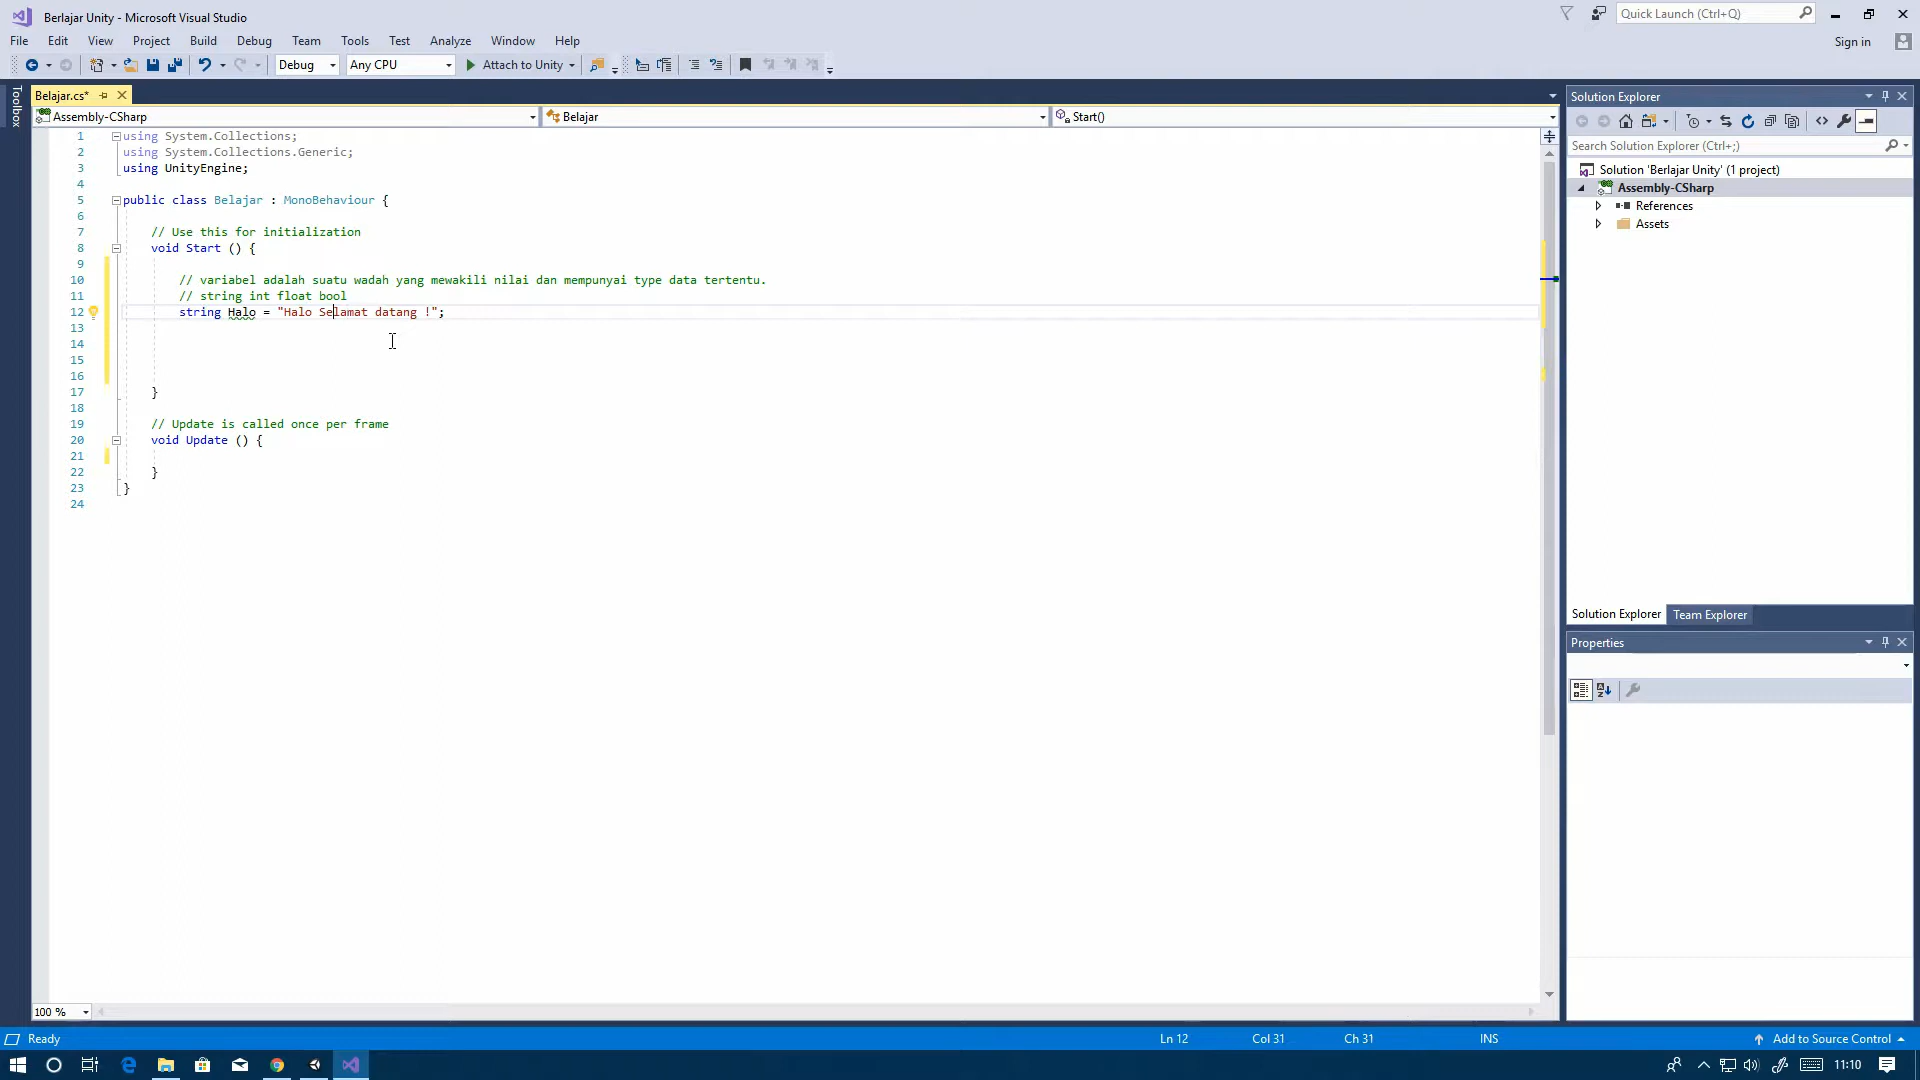 Berlajar Unity - Microsoft Visual Studio
Quick Launch (Ctrl+Q)
File Edit View Project Build Debug Team Tools Test Analyze Window Help
Sign in
Debug Any CPU Attach to Unity
Toolbox
Belajar.cs*
Assembly-CSharp Belajar Start()
1 using System.Collections;
2 using System.Collections.Generic;
3 using UnityEngine;
4
5 public class Belajar : MonoBehaviour {
6
7 // Use this for initialization
8 void Start () {
9
10 // variabel adalah suatu wadah yang mewakili nilai dan mempunyai type data tertentu.
11 // string int float bool
12 string Halo = "Halo Selamat datang !";
13
14
15
16
17 }
18
19 // Update is called once per frame
20 void Update () {
21
22 }
23 }
24
Solution Explorer
Search Solution Explorer (Ctrl+;)
Solution 'Berlajar Unity' (1 project)
Assembly-CSharp
References
Assets
Solution Explorer Team Explorer
Properties
100 %
Ready Ln 12 Col 31 Ch 31 INS Add to Source Control
11:10